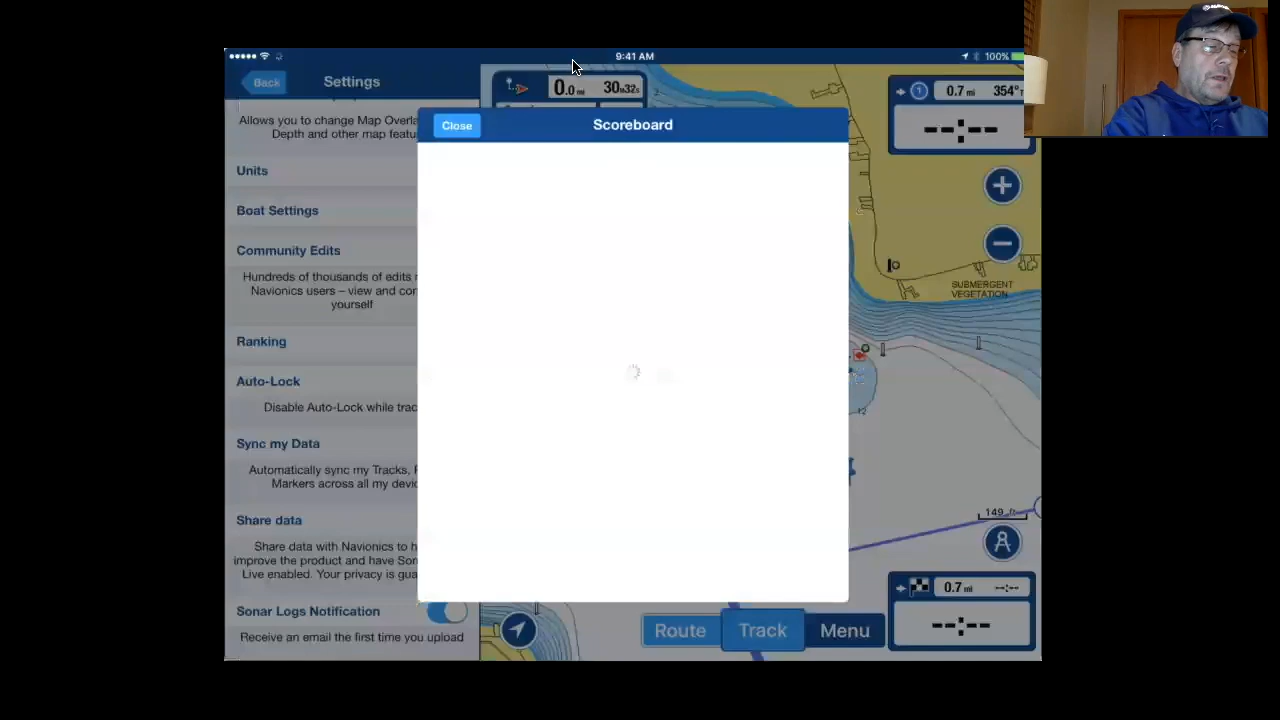 9:41 AM
100%
Back
Settings
Allows you to change Map Overla
Depth and other map featu
Units
Boat Settings
Community Edits
Hundreds of thousands of edits
Navionics users – view and con
yourself
Ranking
Auto-Lock
Disable Auto-Lock while trac
Sync my Data
Automatically sync my Tracks,
Markers across all my devic
Share data
Share data with Navionics to h
improve the product and have Son
Live enabled. Your privacy is gua
Sonar Logs Notification
Receive an email the first time you upload
0.0 mi
30m32s
2
Close
Scoreboard
1
0.7 mi
354°T
--:--
+
−
SUBMERGENT
VEGETATION
12
149 ft
0.7 mi
--:--
--:--
Route
Track
Menu